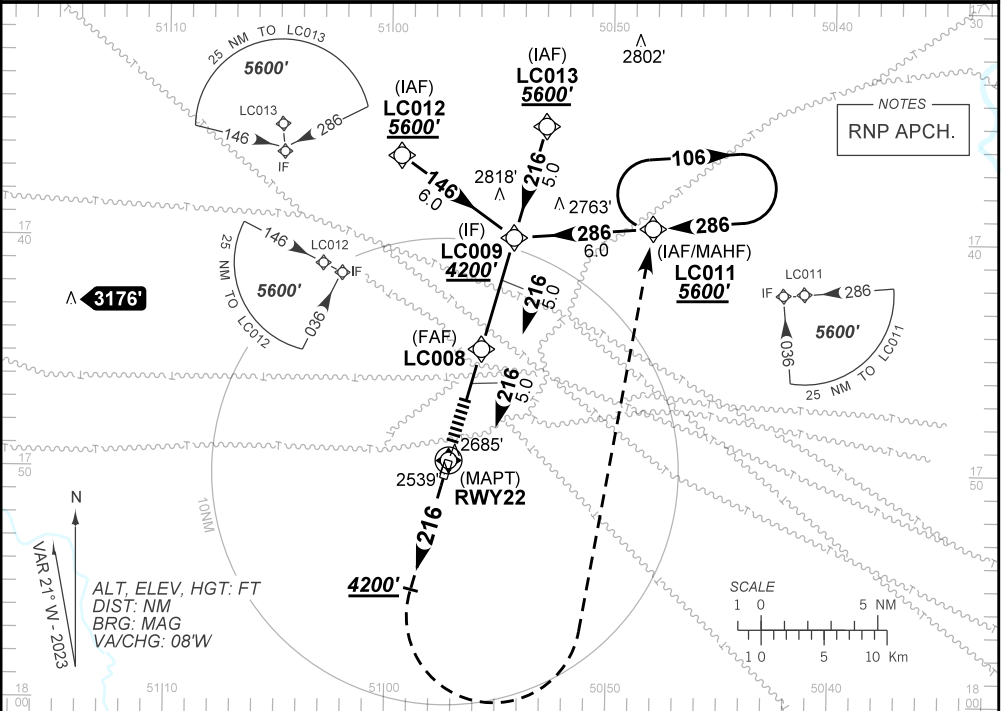 51/10
51/00
50/50
50/40
17
30
25 NM TO LC013
5600'
LC013
146
286
IF
(IAF)
LC012
5600'
(IAF)
LC013
5600'
2802'
NOTES
RNP APCH.
146
6.0
216
5.0
2818'
2763'
106
286
286
6.0
17
40
17
40
(IF)
LC009
4200'
(IAF/MAHF)
LC011
5600'
25 NM TO LC012
146
LC012
IF
5600'
036
3176'
216
5.0
LC011
IF
286
5600'
036
25 NM TO LC011
(FAF)
LC008
216
5.0
2685'
2539'
(MAPT)
RWY22
17
50
17
50
10NM
216
4200'
N
VAR 21° W - 2023
ALT, ELEV, HGT: FT
DIST: NM
BRG: MAG
VA/CHG: 08'W
SCALE
1 0 5 NM
1 0 5 10 Km
18
00
51/10
51/00
50/50
50/40
18
00